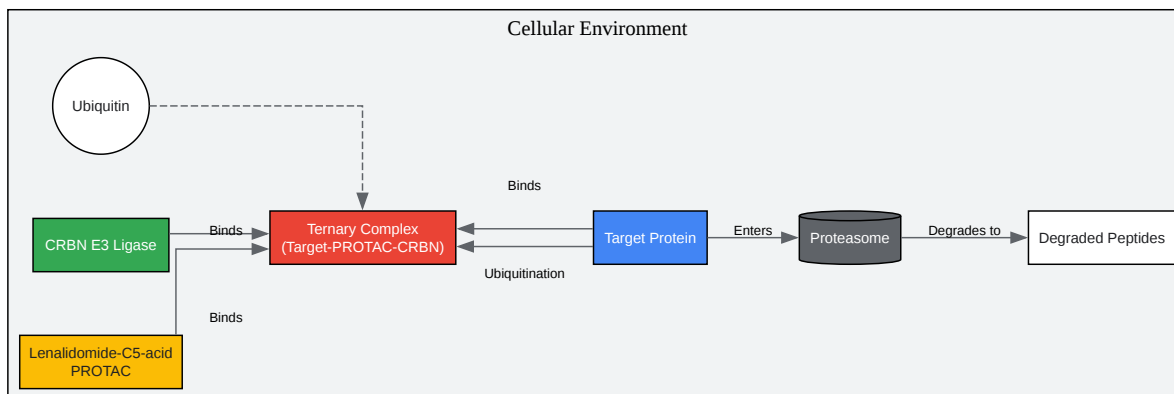 Cellular Environment
Ubiquitin
Binds
Binds
Ternary Complex
(Target-PROTAC-CRBN)
CRBN E3 Ligase
Target Protein
Enters
Proteasome
Degrades to
Degraded Peptides
Ubiquitination
Binds
Lenalidomide-C5-acid
PROTAC